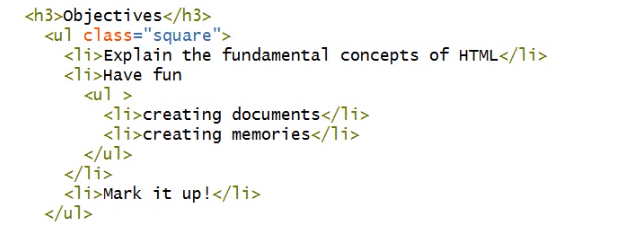 <h3>Objectives</h3>
<ul class="square">
<li>Explain the fundamental concepts of HTML</li>
<li>Have fun
<ul >
<li>creating documents</li>
<li>creating memories</li>
</ul>
</li>
<li>Mark it up!</li>
</ul>